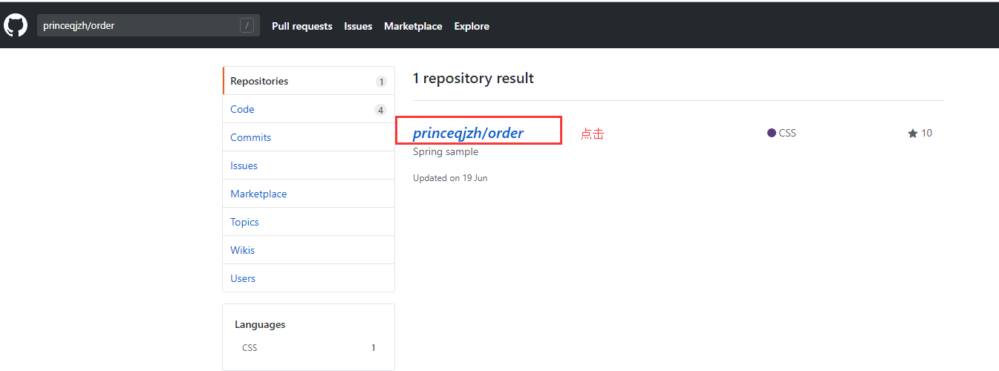 princeqjzh/order / Pull requests Issues Marketplace Explore
Repositories 1
Code 4
Commits
Issues
Marketplace
Topics
Wikis
Users
Languages
CSS 1
1 repository result
princeqjzh/order 点击 CSS 10
Spring sample
Updated on 19 Jun